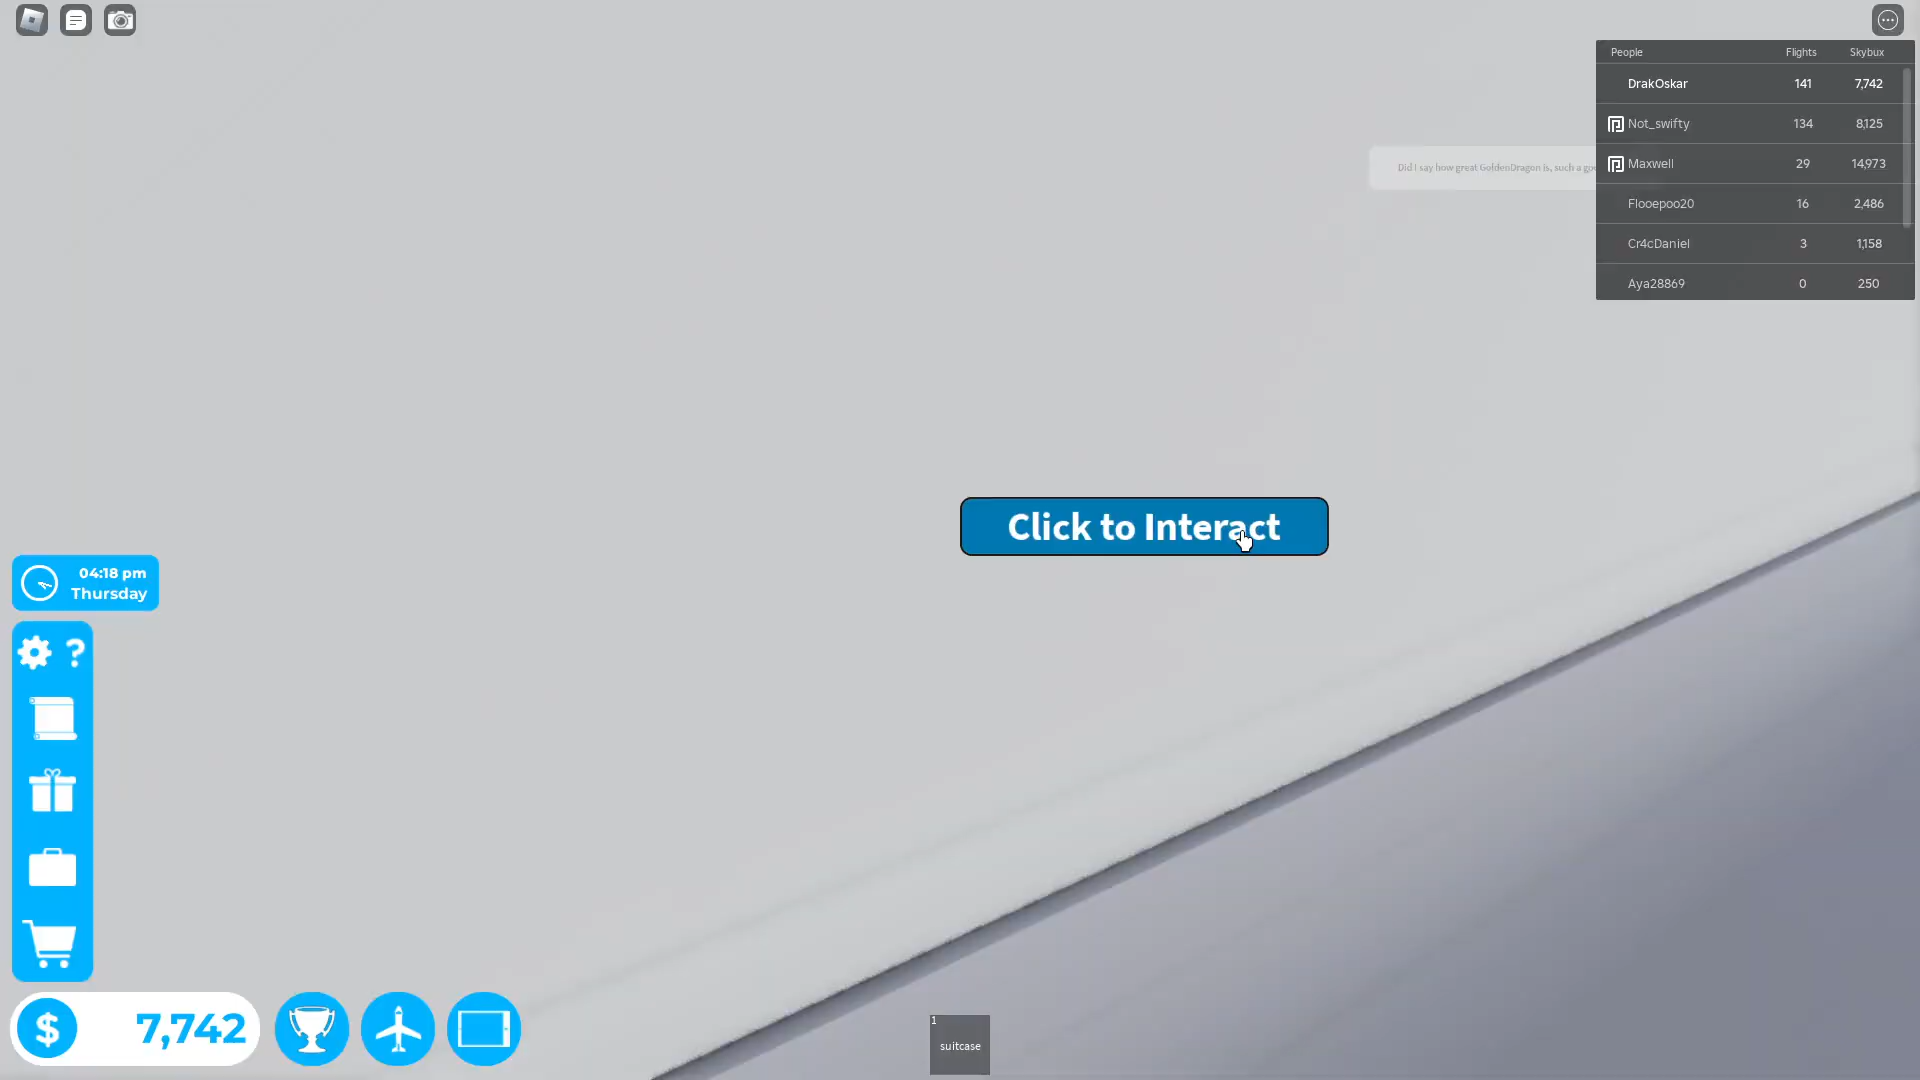 People Flights Skybux
DrakOskar 141 7,742
Not_swifty 134 8,125
Maxwell 29 14,973
Flooepoo20 16 2,486
Cr4cDaniel 3 1,158
Aya28869 0 250
Did I say how great GoldenDragon is, such a
Click to Interact
04:18 pm
Thursday
?
$ 7,742
1
suitcase